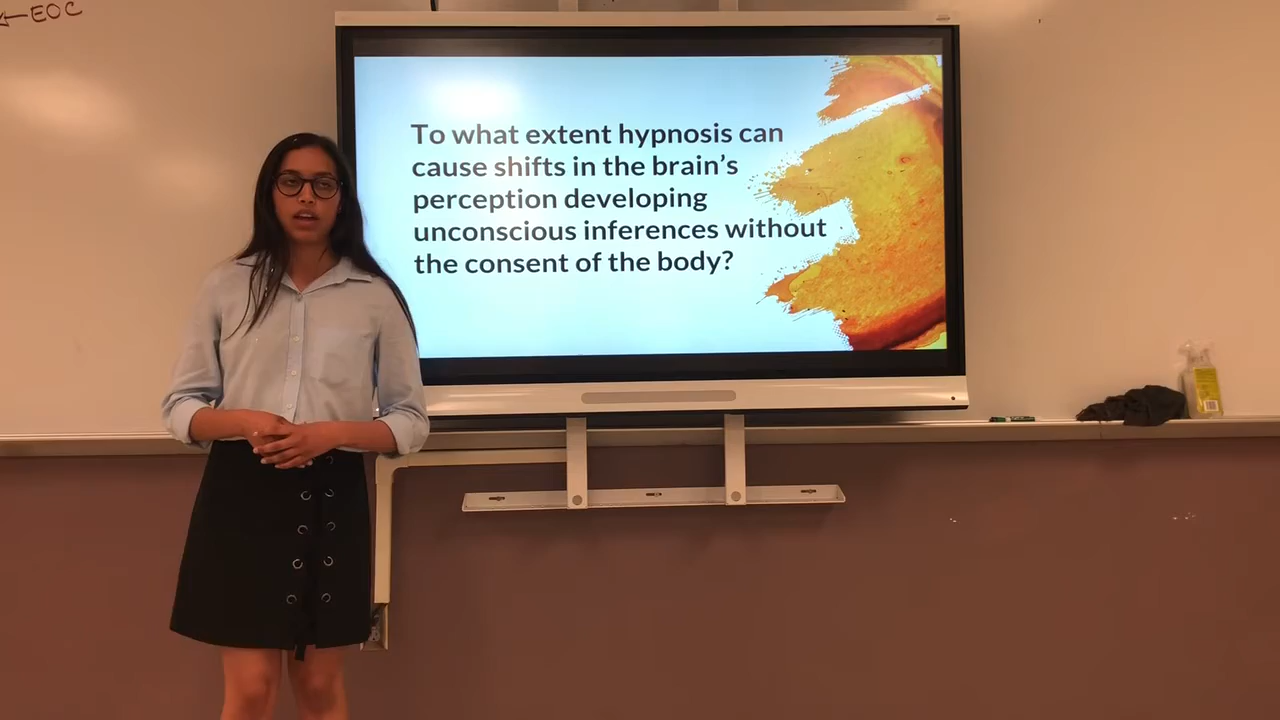 ←EOC
To what extent hypnosis can
cause shifts in the brain's
perception developing
unconscious inferences without
the consent of the body?